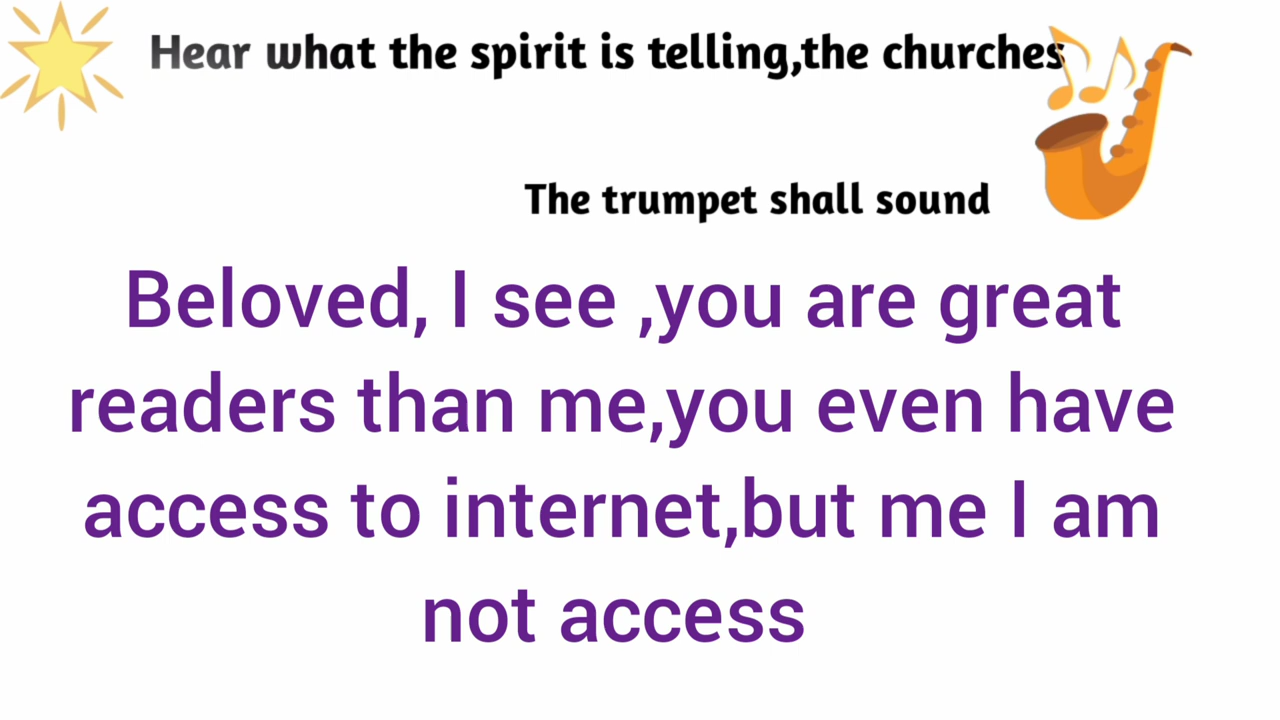 Hear what the spirit is telling,the churches
The trumpet shall sound
Beloved, I see ,you are great
readers than me,you even have
access to internet,but me I am
not access